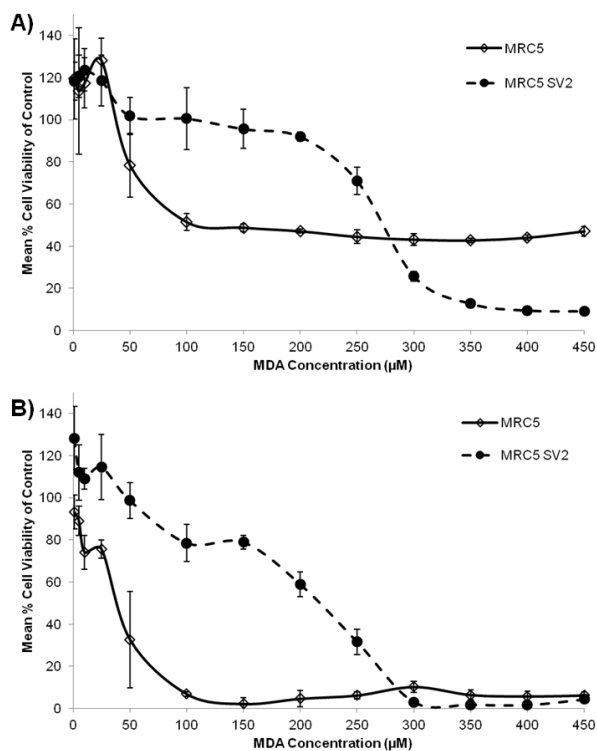 A)
MRC5
MRC5 SV2
Mean % Cell Viability of Control
140
120
100
80
60
40
20
0
0 50 100 150 200 250 300 350 400 450
MDA Concentration (µM)
B)
MRC5
MRC5 SV2
Mean % Cell Viability of Control
140
120
100
80
60
40
20
0
0 50 100 150 200 250 300 350 400 450
MDA Concentration (µM)